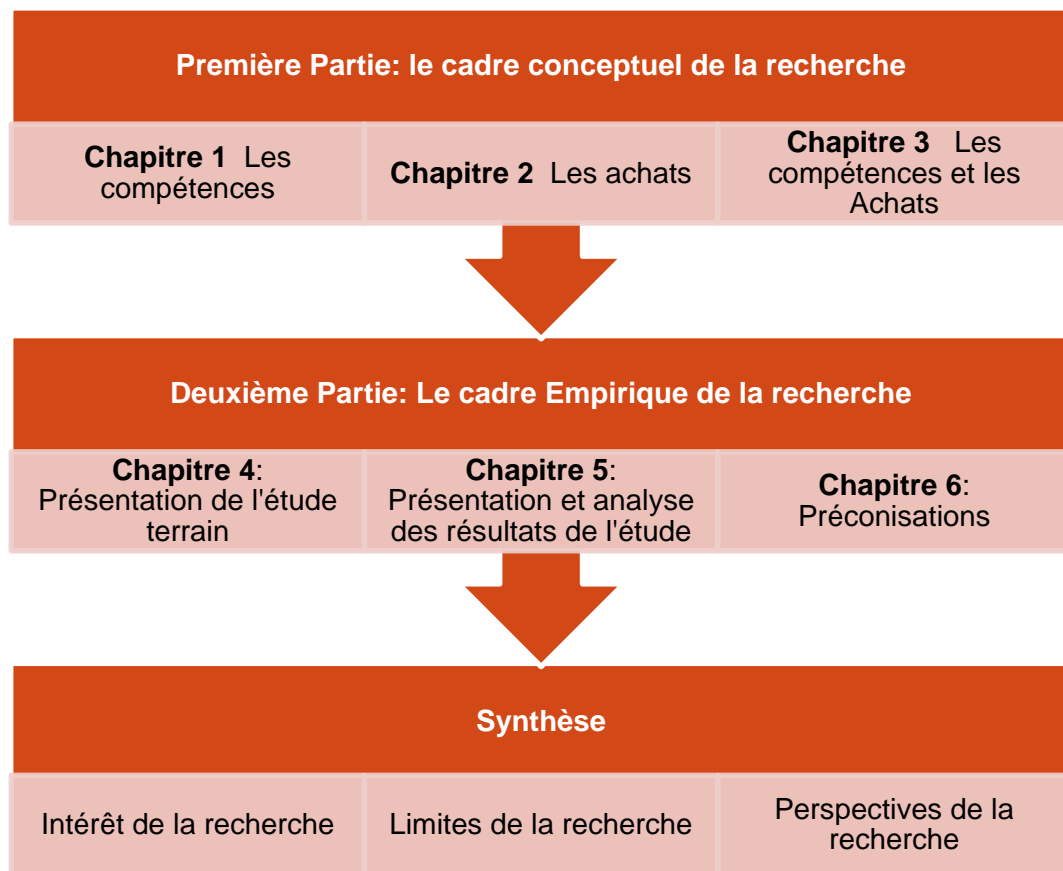 Première Partie: le cadre conceptuel de la recherche
Chapitre 1 Les
compétences
Chapitre 2 Les achats
Chapitre 3 Les
compétences et les
Achats
Deuxième Partie: Le cadre Empirique de la recherche
Chapitre 4:
Présentation de l'étude
terrain
Chapitre 5:
Présentation et analyse
des résultats de l'étude
Chapitre 6:
Préconisations
Synthèse
Intérêt de la recherche
Limites de la recherche
Perspectives de la
recherche